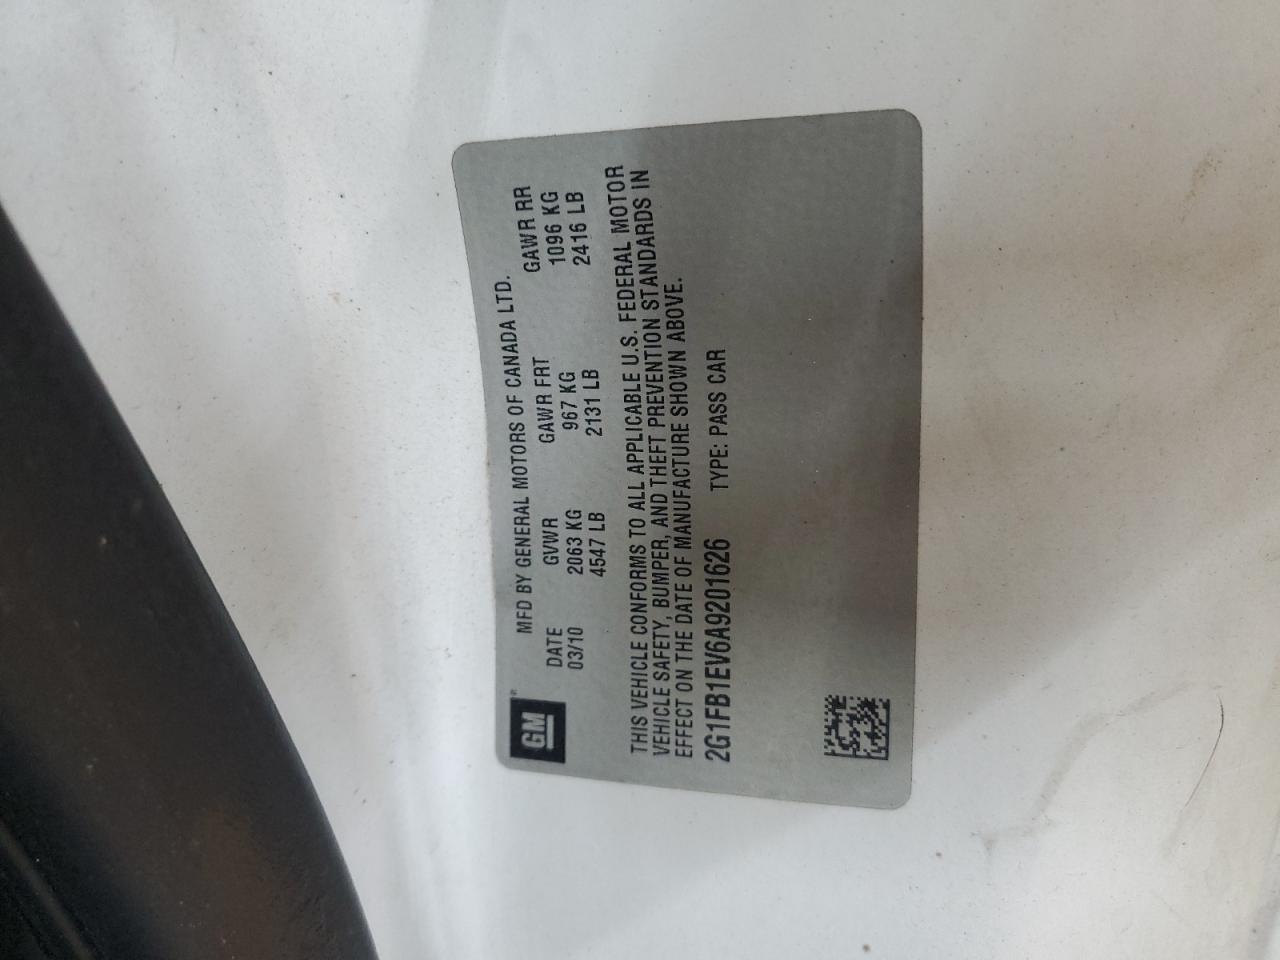 GM
MFD BY GENERAL MOTORS OF CANADA LTD.
DATE GVWR GAWR FRT GAWR RR
03/10 2063 KG 967 KG 1096 KG
4547 LB 2131 LB 2416 LB
THIS VEHICLE CONFORMS TO ALL APPLICABLE U.S. FEDERAL MOTOR
VEHICLE SAFETY, BUMPER, AND THEFT PREVENTION STANDARDS IN
EFFECT ON THE DATE OF MANUFACTURE SHOWN ABOVE.
2G1FB1EV6A9201626 TYPE: PASS CAR